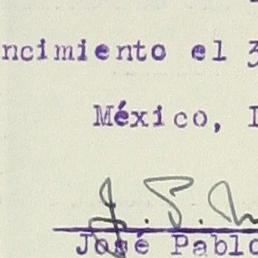 ncimiento el 3
México,
José Pablo